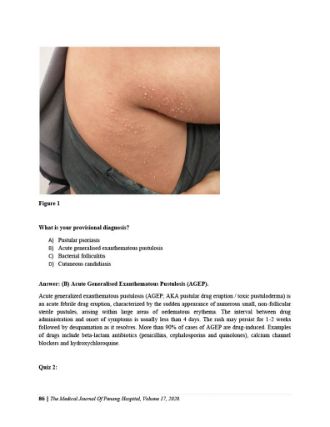 Figure 1
What is your provisional diagnosis?
A) Pustular psoriasis
B) Acute generalised exanthematous pustulosis
C) Bacterial folliculitis
D) Cutaneous candidiasis
Answer: (B) Acute Generalised Exanthematous Pustulosis (AGEP).
Acute generalized exanthematous pustulosis (AGEP, AKA pustular drug eruption / toxic pustuloderma) is
an acute febrile drug eruption, characterized by the sudden appearance of numerous small, non-follicular
sterile pustules, arising within large areas of oedematous erythema. The interval between drug
administration and onset of symptoms is usually less than 4 days. The rash may persist for 1-2 weeks
followed by desquamation as it resolves. More than 90% of cases of AGEP are drug-induced. Examples
of drugs include beta-lactam antibiotics (penicillins, cephalosporins and quinolones), calcium channel
blockers and hydroxychloroquine.
Quiz 2:
86 | The Medical Journal Of Penang Hospital, Volume 17, 2020.